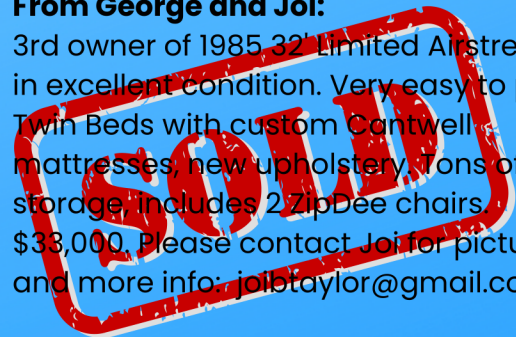 From George and Joi:
3rd owner of 1985 32' Limited Airstre
in excellent condition. Very easy to
Twin Beds with custom Cantwell
mattresses, new upholstery. Tons of
storage, includes 2 ZipDee chairs.
$33,000. Please contact Joi for pictu
and more info: joibtaylor@gmail.co
SOLD